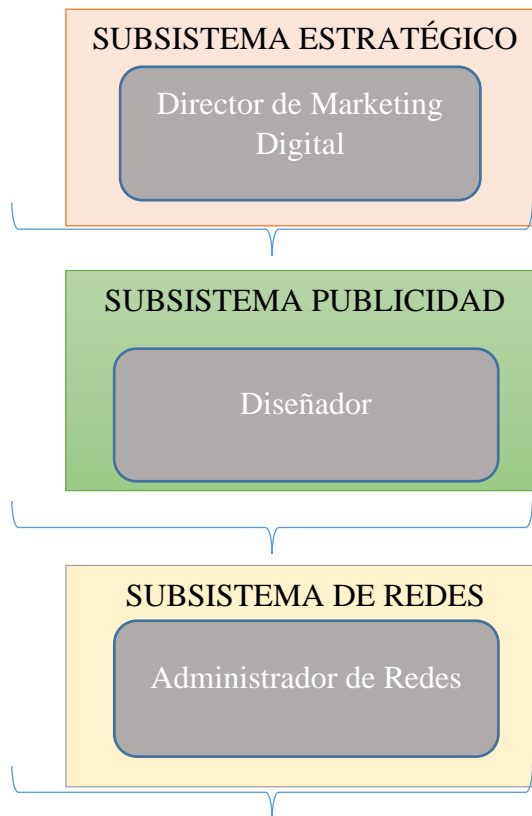 SUBSISTEMA ESTRATÉGICO
Director de Marketing
Digital
SUBSISTEMA PUBLICIDAD
Diseñador
SUBSISTEMA DE REDES
Administrador de Redes